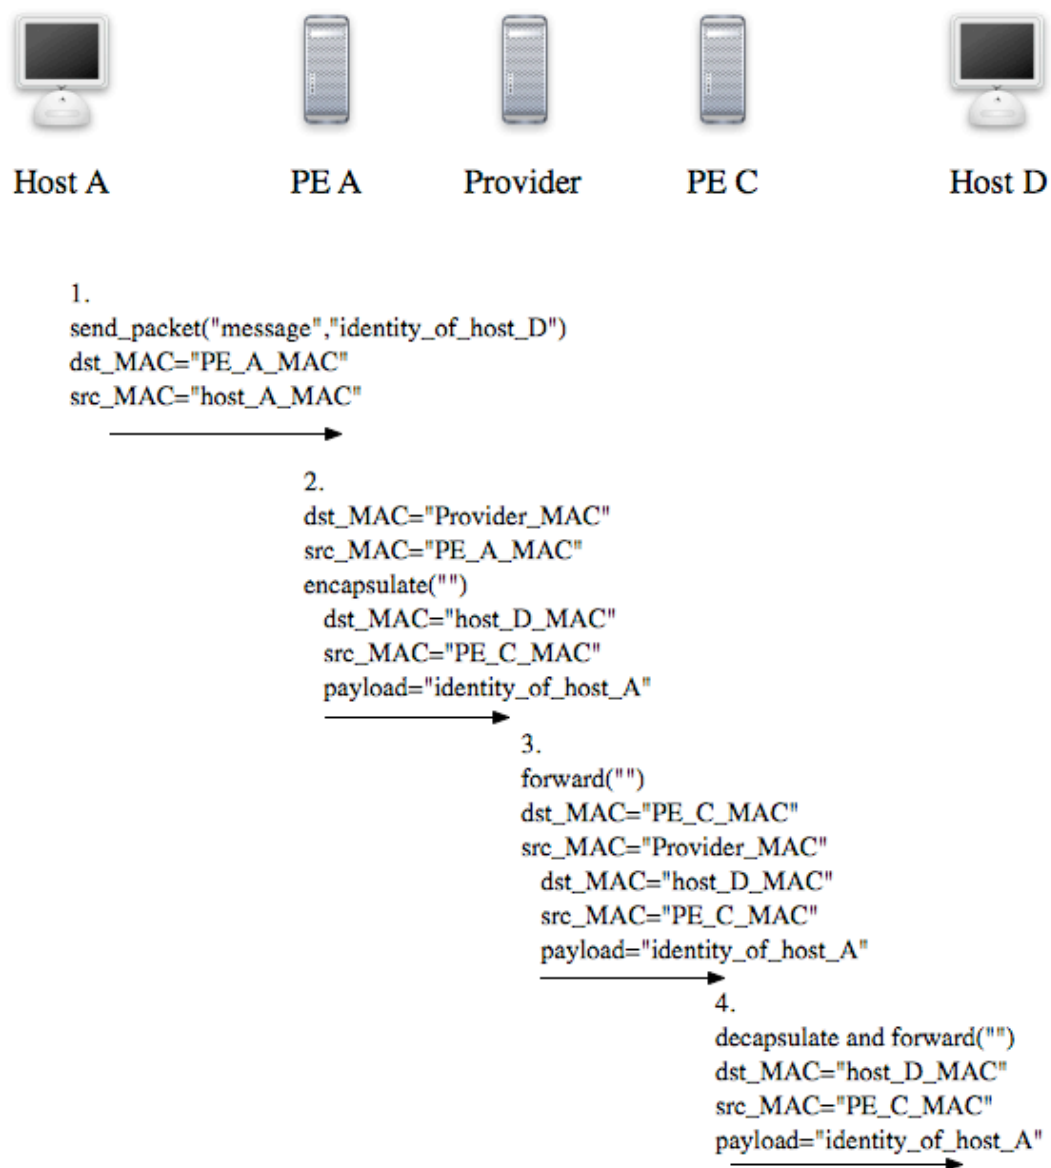 Host A
PE A
Provider
PE C
Host D
1.
send_packet("message","identity_of_host_D")
dst_MAC="PE_A_MAC"
src_MAC="host_A_MAC"
2.
dst_MAC="Provider_MAC"
src_MAC="PE_A_MAC"
encapsulate("")
dst_MAC="host_D_MAC"
src_MAC="PE_C_MAC"
payload="identity_of_host_A"
3.
forward("")
dst_MAC="PE_C_MAC"
src_MAC="Provider_MAC"
dst_MAC="host_D_MAC"
src_MAC="PE_C_MAC"
payload="identity_of_host_A"
4.
decapsulate and forward("")
dst_MAC="host_D_MAC"
src_MAC="PE_C_MAC"
payload="identity_of_host_A"